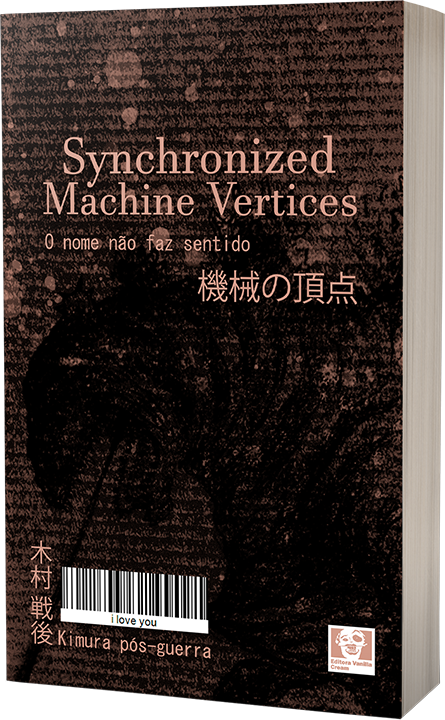 Synchronized
Machine Vertices
O nome não faz sentido
機械の頂点
木村戦後
i love you
Kimura pós-guerra
Editora Vanilla
Cream